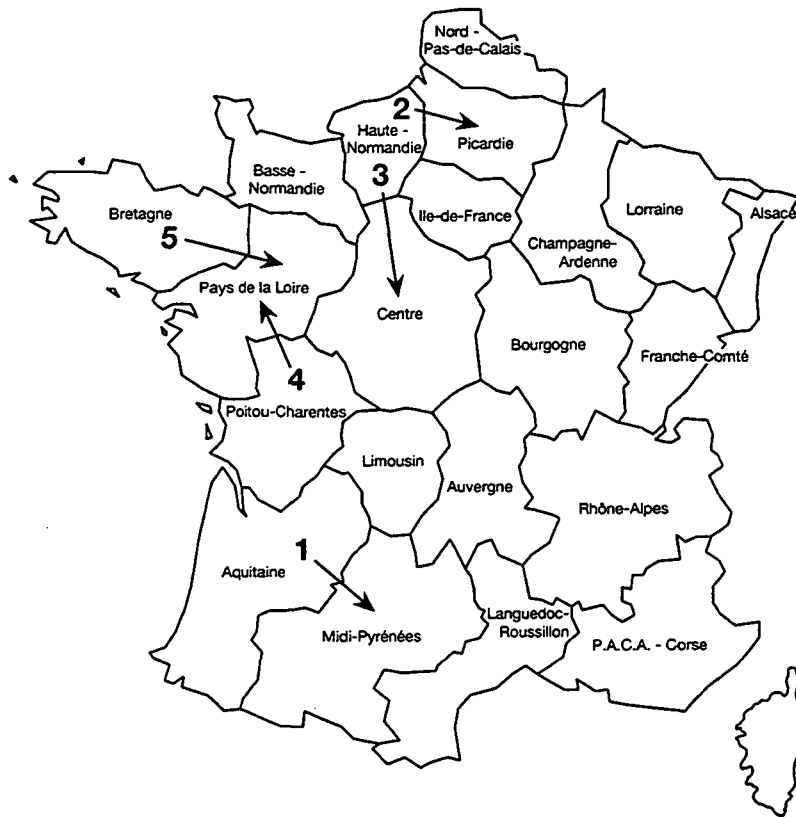 Nord -
Pas-de-Calais
2
Haute -
Normandie
Picardie
3
Basse -
Normandie
Bretagne
Ile-de-France
Lorraine
Alsace
5
Champagne-
Ardenne
Pays de la Loire
Centre
Bourgogne
Franche-Comté
4
Poitou-Charentes
Limousin
Auvergne
Rhône-Alpes
1
Aquitaine
Languedoc-
Roussillon
Midi-Pyrénées
P.A.C.A. - Corse